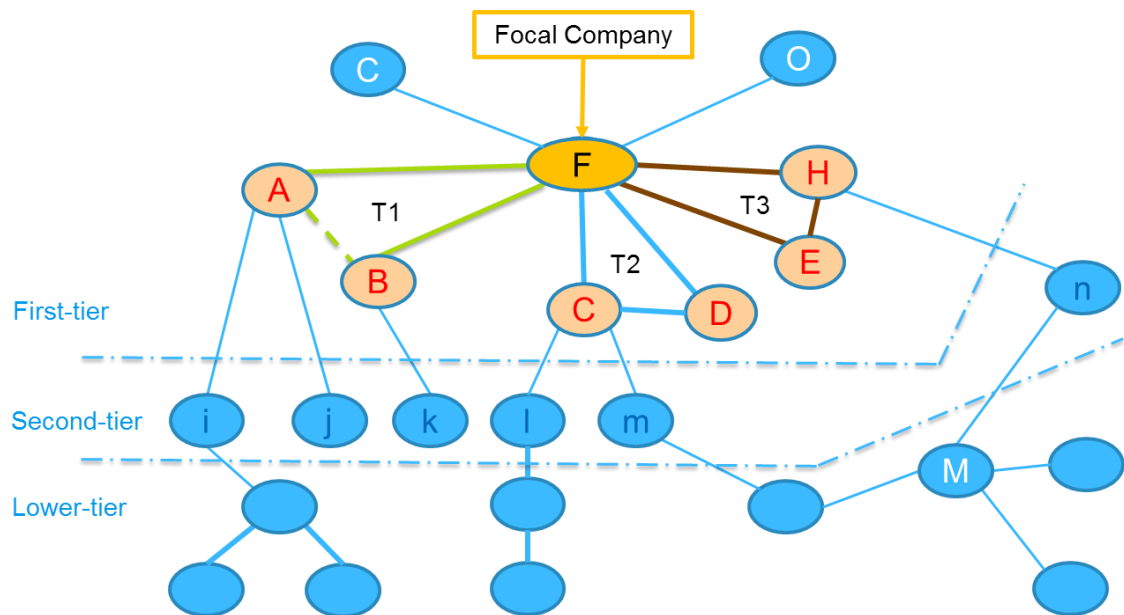 Focal Company
C
O
F
A
H
T1
T3
B
T2
E
C
D
n
First-tier
Second-tier
i
j
k
l
m
M
Lower-tier